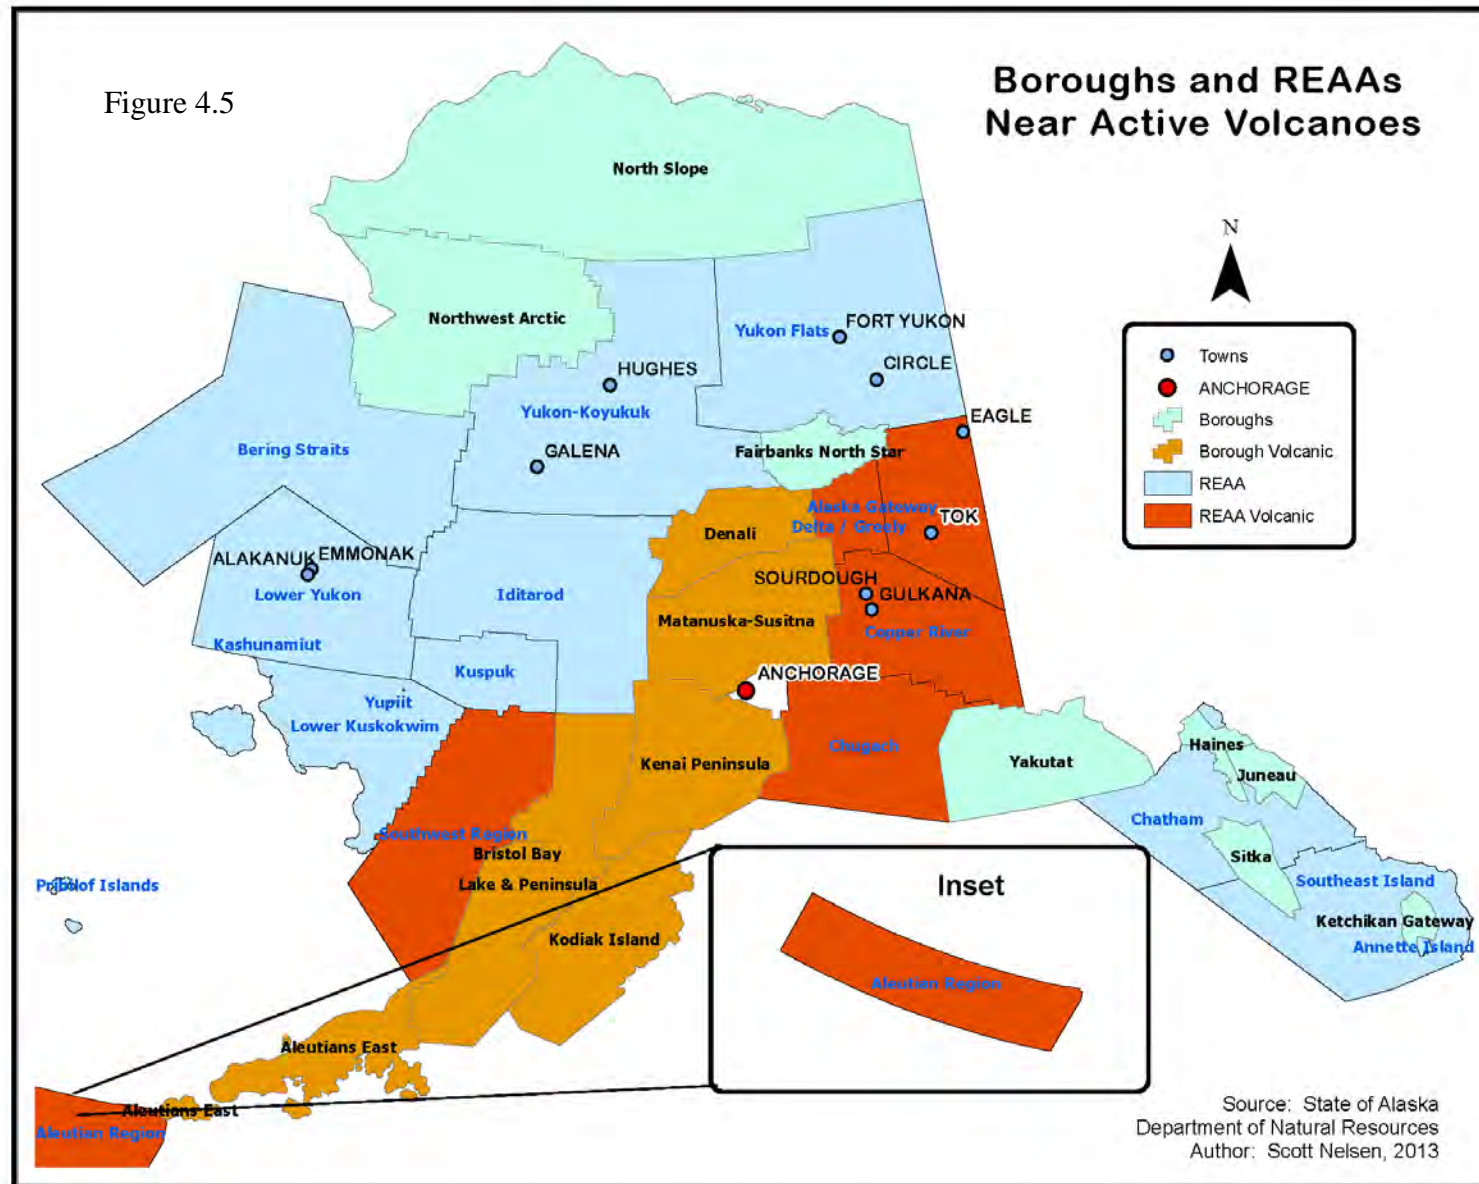 Figure 4.5
Boroughs and REAAs
Near Active Volcanoes
N
Towns
ANCHORAGE
Boroughs
Borough Volcanic
REAA
REAA Volcanic
North Slope
Northwest Arctic
Yukon Flats
FORT YUKON
CIRCLE
HUGHES
Yukon-Koyukuk
EAGLE
Bering Straits
GALENA
Fairbanks North Star
Alaska Gateway
Delta / Greely
TOK
Denali
ALAKANUK
EMMONAK
Lower Yukon
Iditarod
SOURDOUGH
GULKANA
Matanuska-Susitna
Copper River
Kashunamiut
Kuspuk
ANCHORAGE
Yupiit
Lower Kuskokwim
Chugach
Kenai Peninsula
Yakutat
Haines
Juneau
Chatham
Sitka
Southeast Island
Ketchikan Gateway
Annette Island
Southwest Region
Bristol Bay
Lake & Peninsula
Pribilof Islands
Kodiak Island
Inset
Aleutian Region
Aleutians East
Aleutians East
Aleutian Region
Source: State of Alaska
Department of Natural Resources
Author: Scott Nelsen, 2013